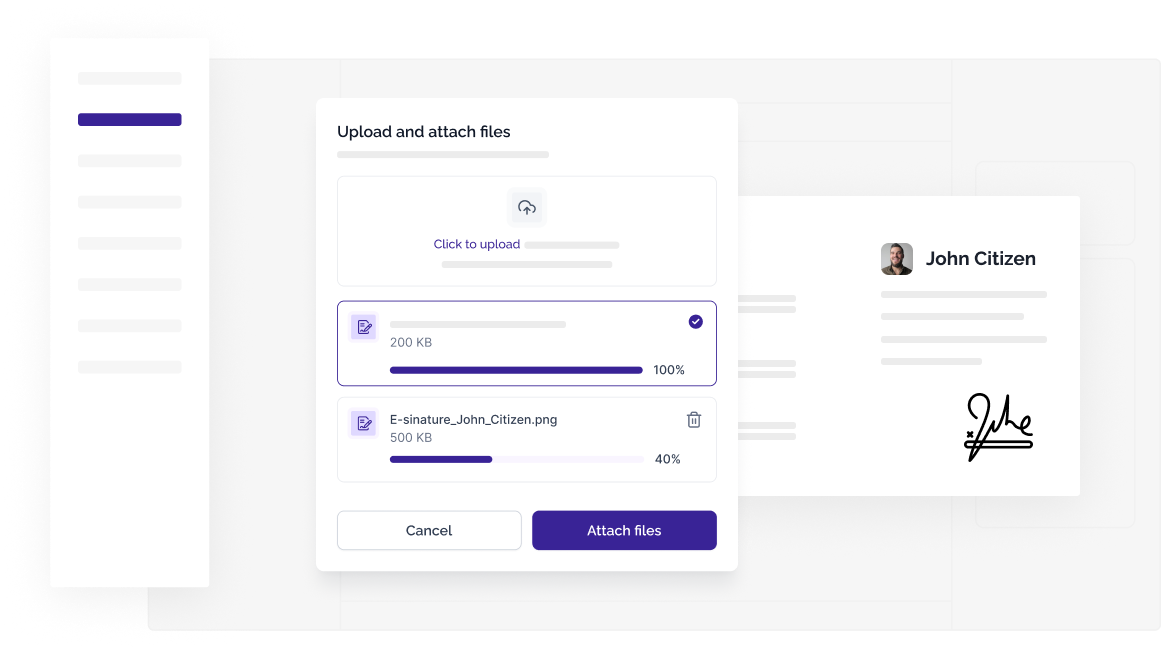 Upload and attach files
Click to upload
200 KB
100%
E-sinature_John_Citizen.png
500 KB
40%
Cancel
Attach files
John Citizen